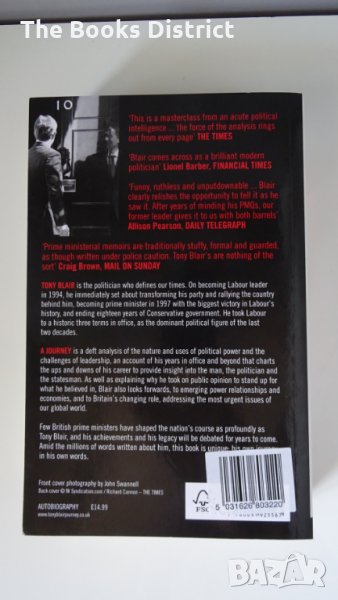 The Books District
10
'This is a masterclass from an acute political
intelligence ... the force of the analysis rings
out from every page' THE TIMES
'Blair comes across as a brilliant modern
politician' Lionel Barber, FINANCIAL TIMES
'Funny, ruthless and unputdownable ... Blair
clearly relishes the opportunity to tell it as he
saw it. After years of minding his PMQs, our
former leader gives it to us with both barrels'
Allison Pearson, DAILY TELEGRAPH
'Prime ministerial memoirs are traditionally stuffy, formal and guarded,
as though written under police caution. Tony Blair's are nothing of the
sort' Craig Brown, MAIL ON SUNDAY
TONY BLAIR is the politician who defines our times. On becoming Labour leader
in 1994, he immediately set about transforming his party and rallying the country
behind him, becoming prime minister in 1997 with the biggest victory in Labour's
history, and ending eighteen years of Conservative government. He took Labour
to a historic three terms in office, as the dominant political figure of the last
two decades.
A JOURNEY is a deft analysis of the nature and uses of political power and the
challenges of leadership, an account of his years in office and beyond that charts
the ups and downs of his career to provide insight into the man, the politician and
the statesman. As well as explaining why he took on public opinion to stand up for
what he believed in, Blair also looks forwards, to emerging power relationships and
economies, and to Britain's changing role, addressing the most urgent issues of
our global world.
Few British prime ministers have shaped the nation's course as profoundly as
Tony Blair, and his achievements and his legacy will be debated for years to come.
Amid the millions of words written about him, this book is unique: his own journey,
in his own words.
Front cover photography by John Swannell
Back cover © NI Syndication.com / Richard Cannon – THE TIMES
AUTOBIOGRAPHY £14.99
www.tonyblairjourney.co.uk
FSC
5 031626 803220
bazar